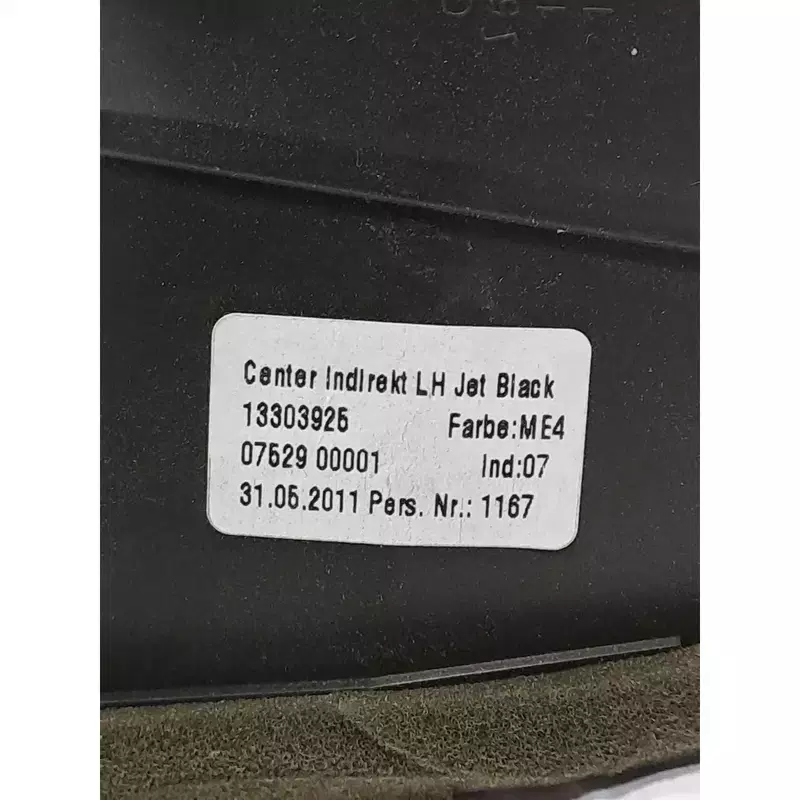 Center Indirekt LH Jet Black
13303925 Farbe:ME4
07529 00001 Ind:07
31.05.2011 Pers. Nr.: 1167